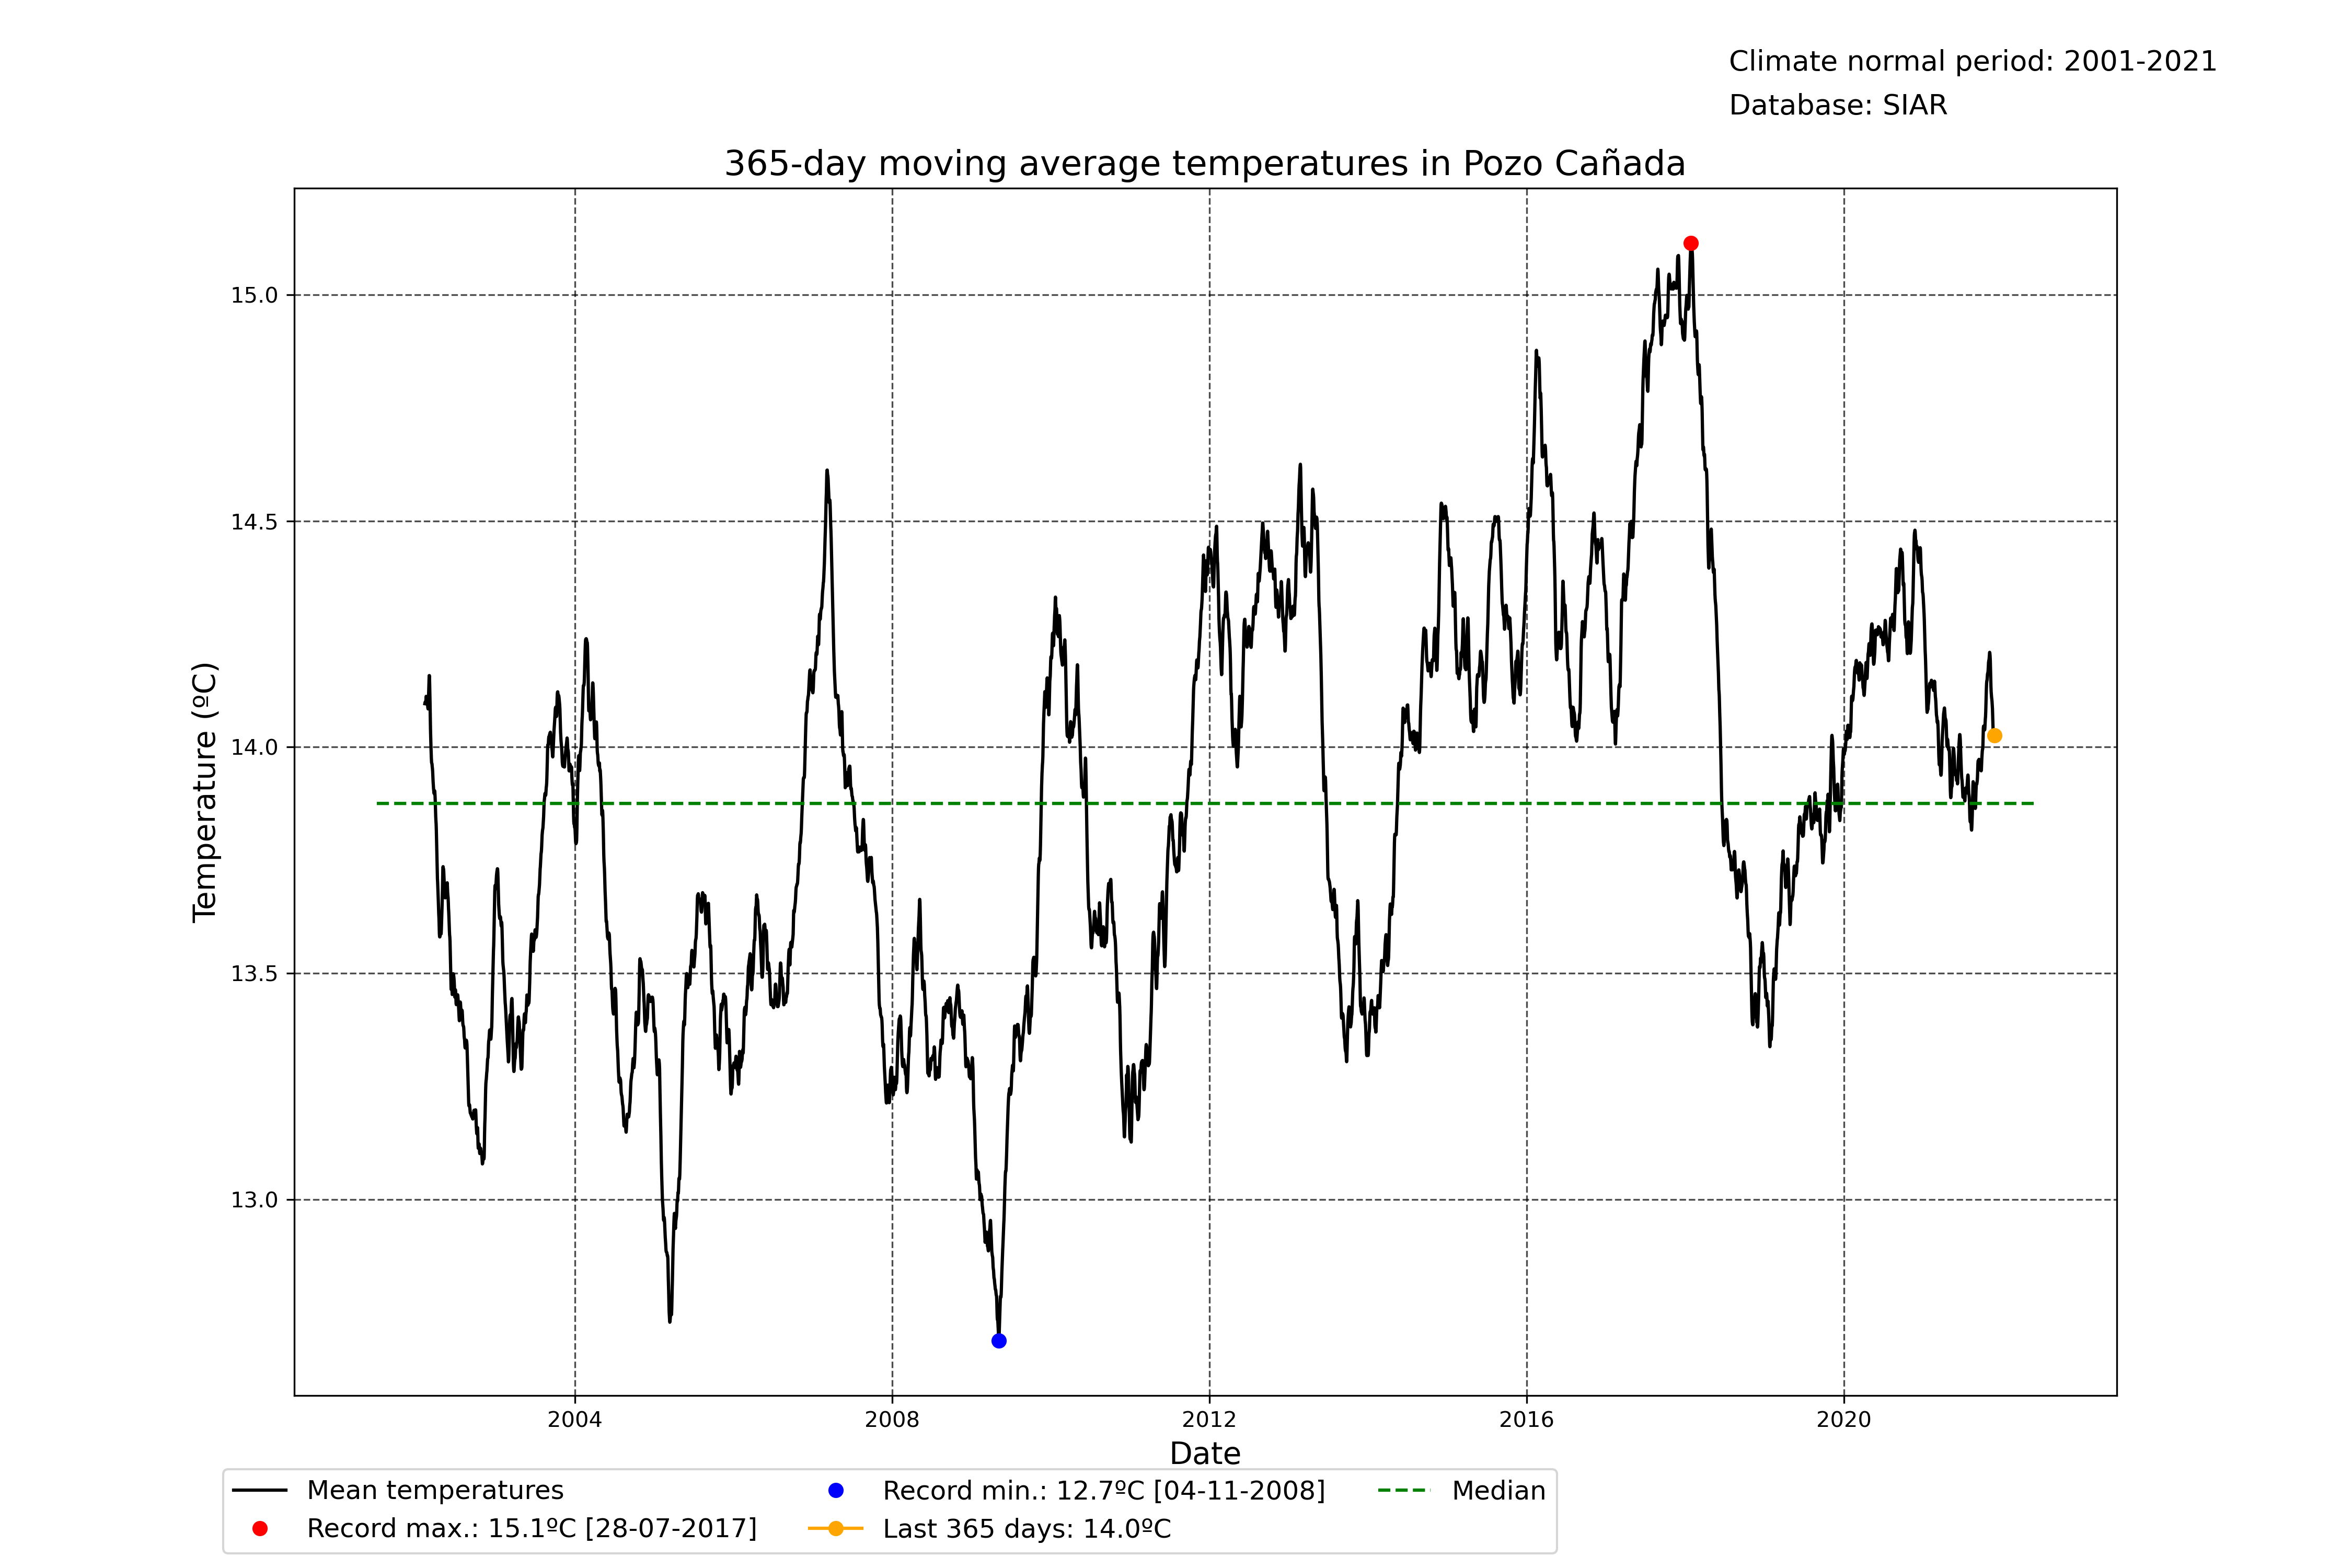 Climate normal period: 2001-2021
Database: SIAR
365-day moving average temperatures in Pozo Cañada
15.0
14.5
14.0
13.5
13.0
Temperature (ºC)
2004 2008 2012 2016 2020
Date
Mean temperatures
Record max.: 15.1ºC [28-07-2017]
Record min.: 12.7ºC [04-11-2008]
Last 365 days: 14.0ºC
Median